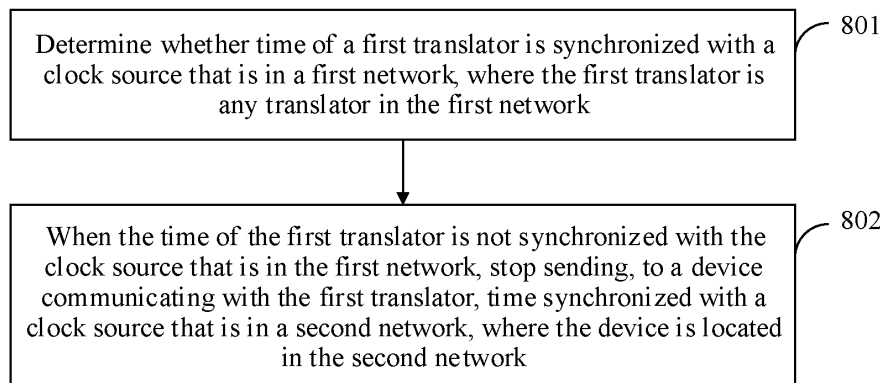 801
Determine whether time of a first translator is synchronized with a
clock source that is in a first network, where the first translator is
any translator in the first network
802
When the time of the first translator is not synchronized with the
clock source that is in the first network, stop sending, to a device
communicating with the first translator, time synchronized with a
clock source that is in a second network, where the device is located
in the second network